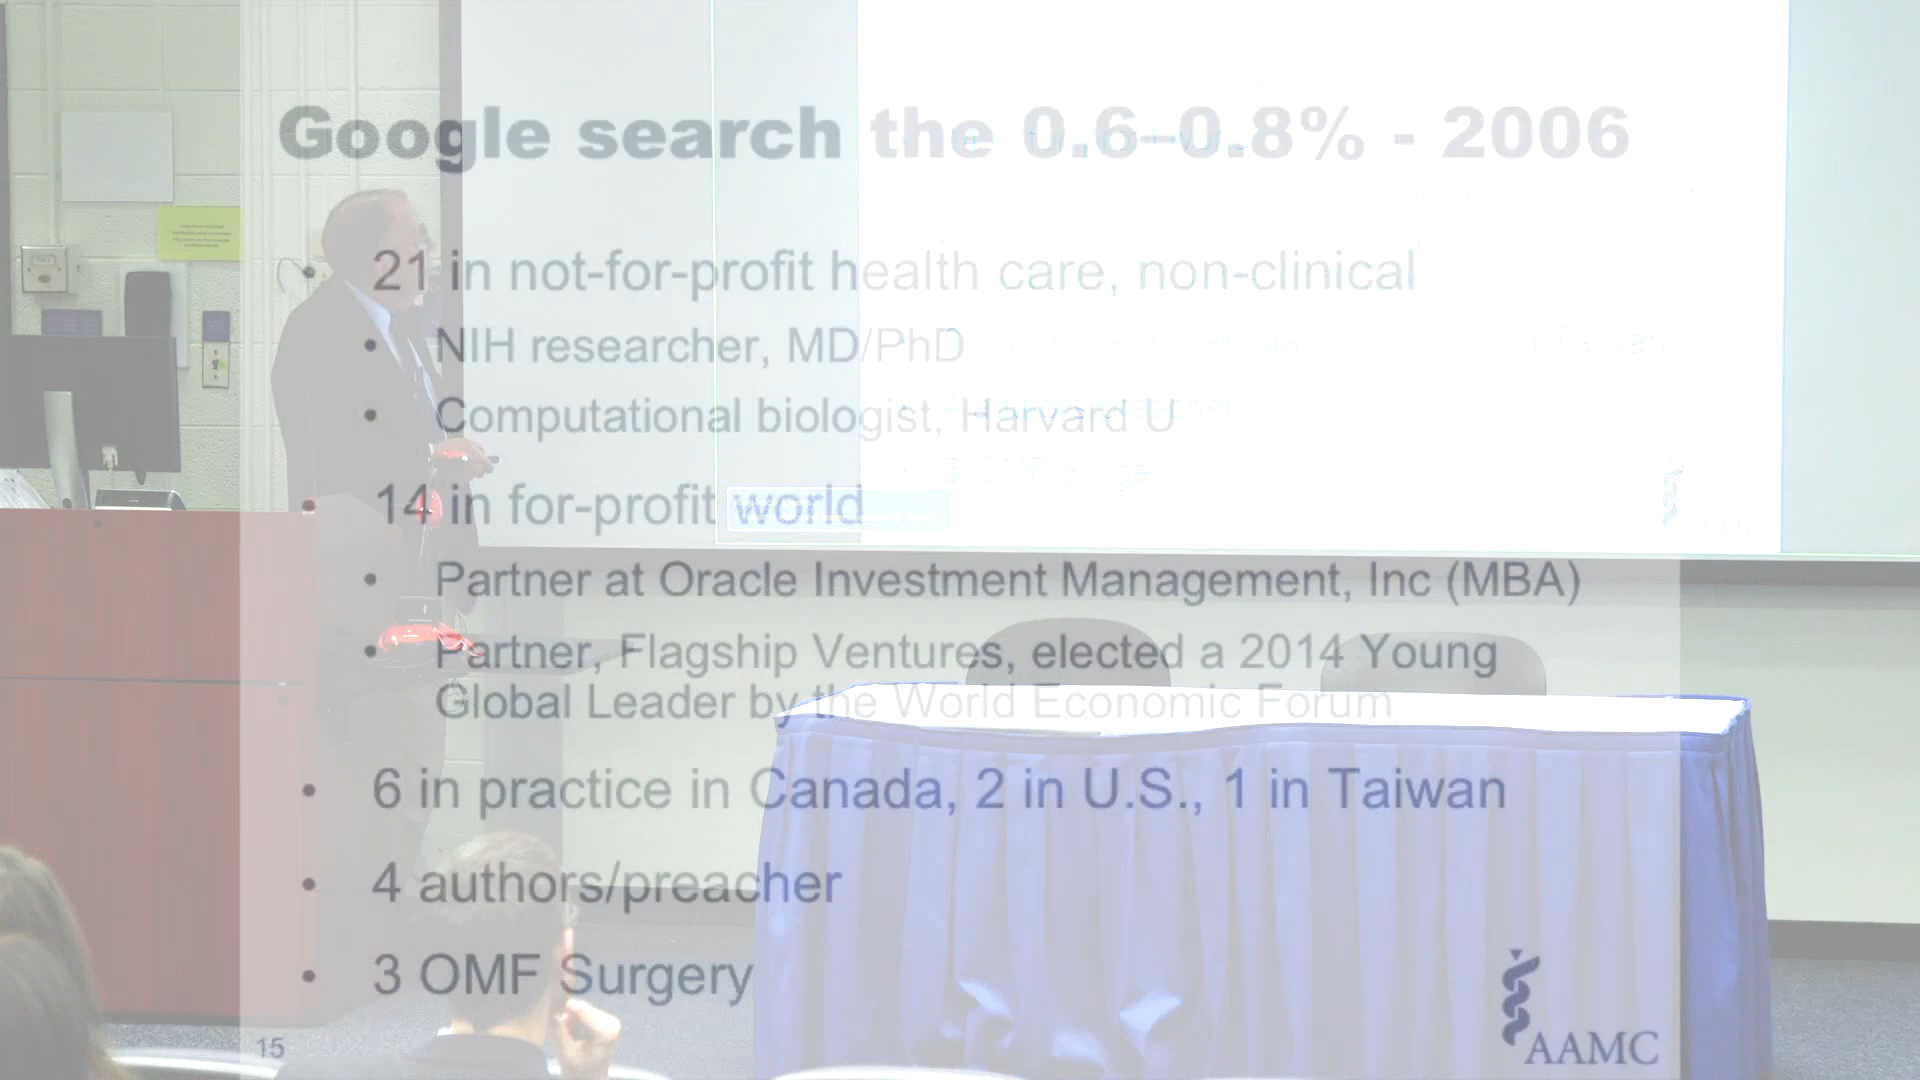 Google search the 0.6–0.8% - 2006
21 in not-for-profit health care, non-clinical
• NIH researcher, MD/PhD
• Computational biologist, Harvard U
• 14 in for-profit world
• Partner at Oracle Investment Management, Inc (MBA)
• Partner, Flagship Ventures, elected a 2014 Young
Global Leader by the World Economic Forum
• 6 in practice in Canada, 2 in U.S., 1 in Taiwan
• 4 authors/preacher
• 3 OMF Surgery
15
AAMC